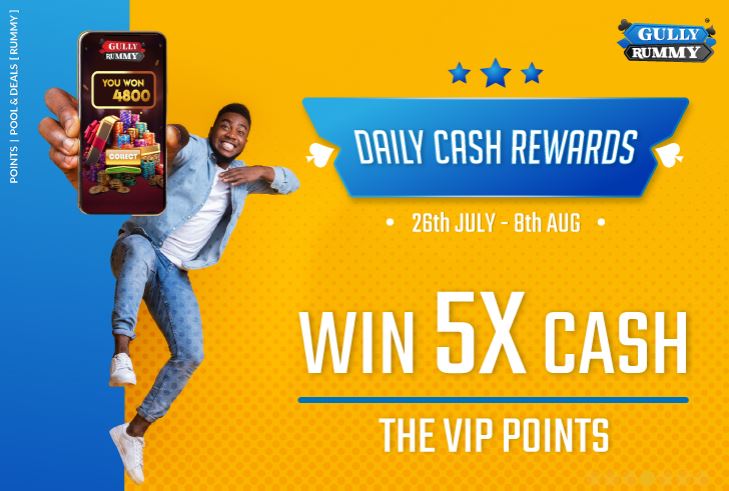 POINTS | POOL & DEALS [ RUMMY ]
GULLY
RUMMY
YOU WON
4800
CORECT
GULLY
RUMMY
DAILY CASH REWARDS
• 26th JULY - 8th AUG •
WIN 5X CASH
THE VIP POINTS